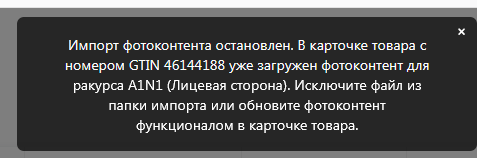 Импорт фотоконтента остановлен. В карточке товара с
номером GTIN 46144188 уже загружен фотоконтент для
ракурса A1N1 (Лицевая сторона). Исключите файл из
папки импорта или обновите фотоконтент
функционалом в карточке товара.
×